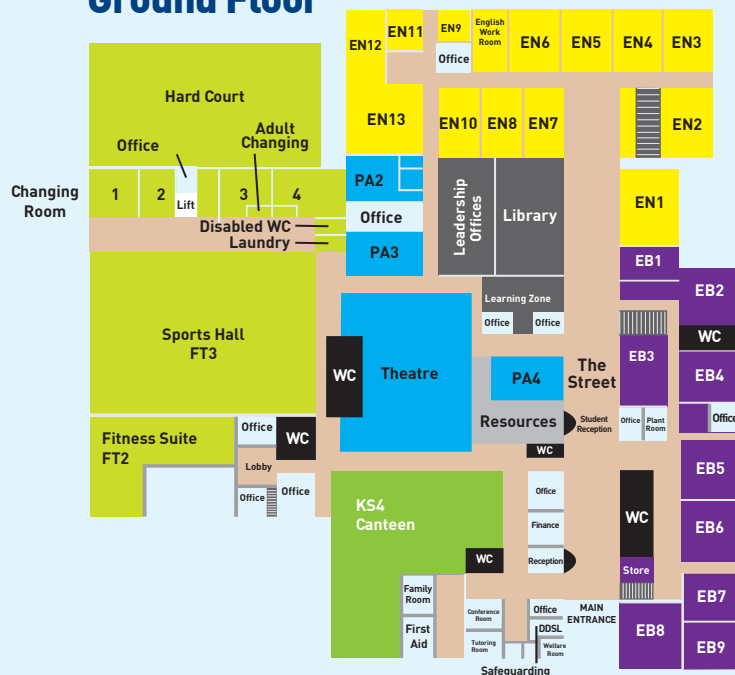 Ground Floor
EN12
EN11
EN9
English
Work
Room
EN6
EN5
EN4
EN3
Office
Hard Court
EN13
EN10
EN8
EN7
EN2
Office
Adult
Changing
Changing
Room
1
2
Lift
3
4
PA2
Office
PA3
Disabled WC
Laundry
Leadership
Offices
Library
EN1
EB1
EB2
Learning Zone
Office
Office
WC
Sports Hall
FT3
WC
Theatre
PA4
The
Street
EB3
EB4
Resources
Student
Reception
Office
Plant
Room
Office
Fitness Suite
FT2
Office
WC
Lobby
Office
Office
WC
EB5
KS4
Canteen
Office
Finance
WC
EB6
WC
Reception
Store
Family
Room
First
Aid
Conference
Room
Tutoring
Room
Office
DDSL
Welfare
Room
MAIN
ENTRANCE
EB7
EB8
EB9
Safeguarding